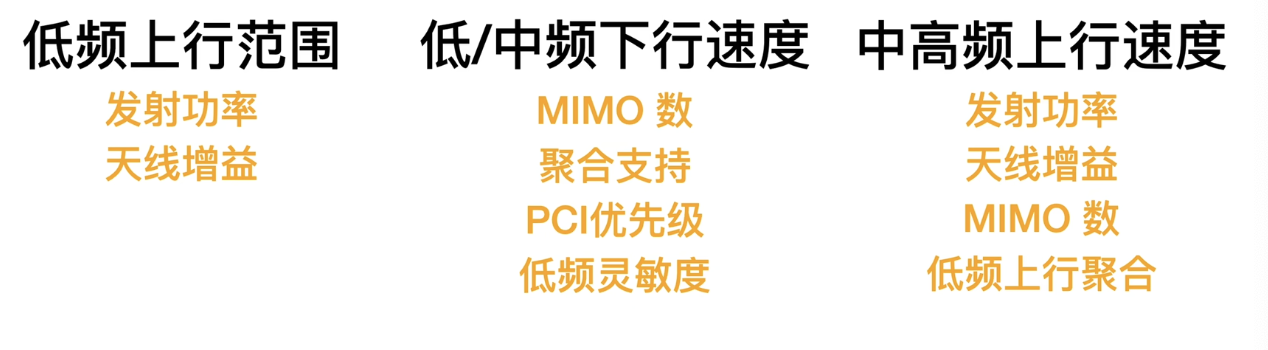 低频上行范围
发射功率
天线增益
低/中频下行速度
MIMO 数
聚合支持
PCI优先级
低频灵敏度
中高频上行速度
发射功率
天线增益
MIMO 数
低频上行聚合